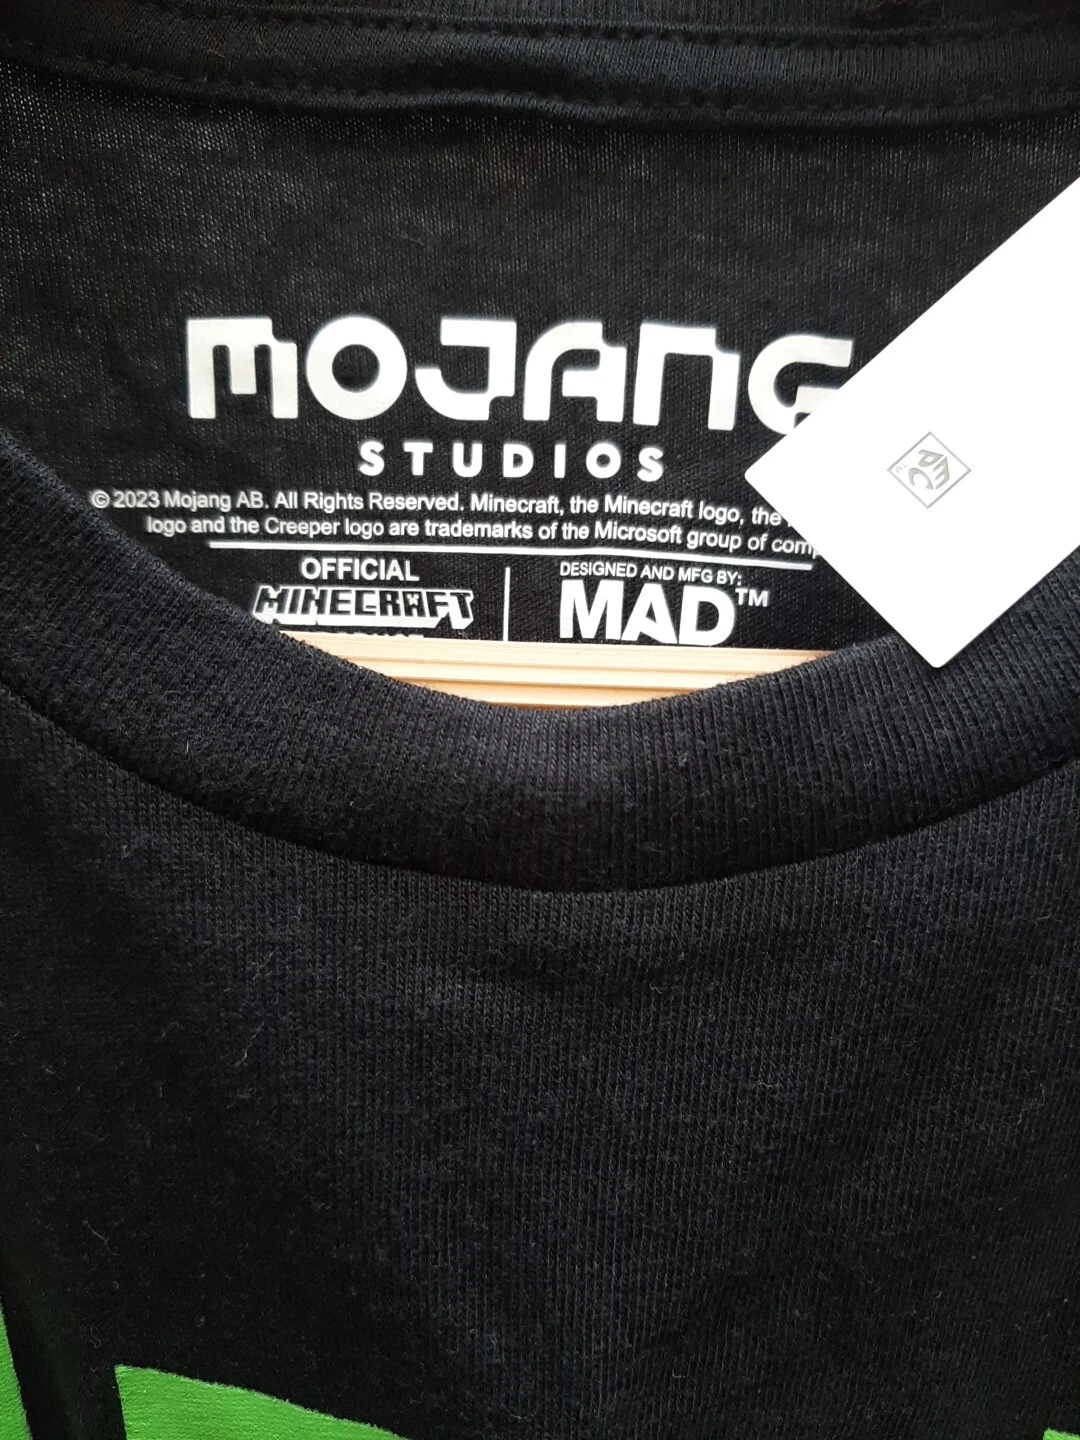 MOJANG
STUDIOS
© 2023 Mojang AB. All Rights Reserved. Minecraft, the Minecraft logo, the
logo and the Creeper logo are trademarks of the Microsoft group of
OFFICIAL
MINECRAFT
DESIGNED AND MFG BY:
MAD™
EPC™